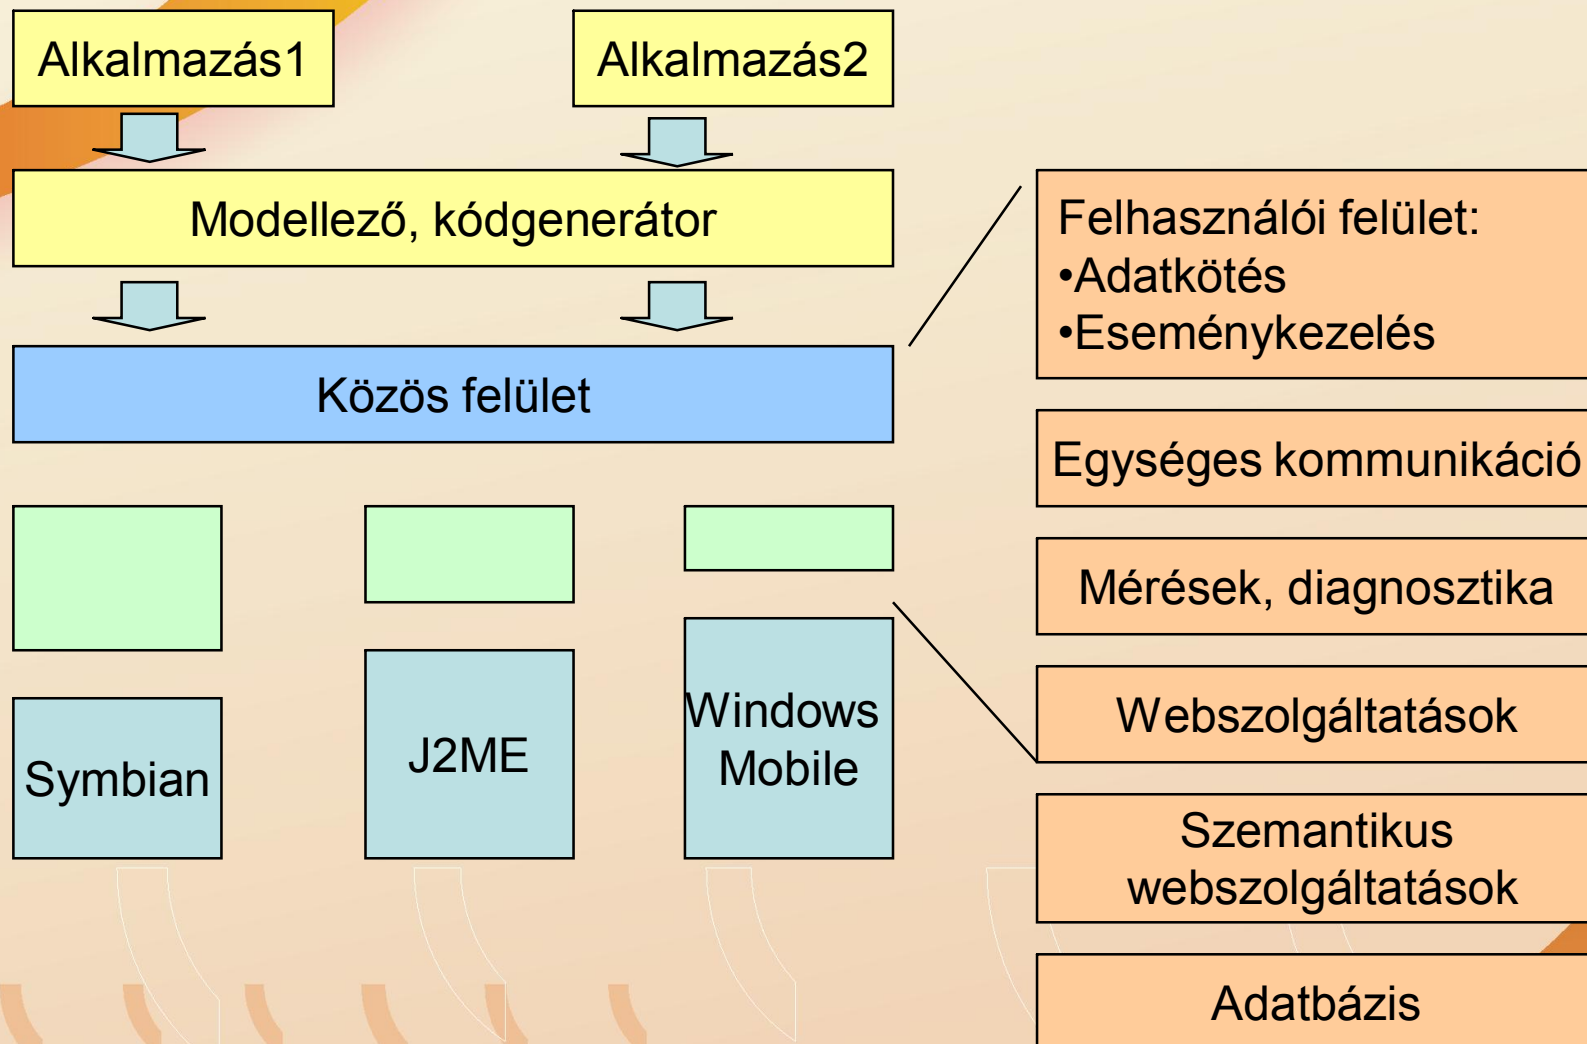 Alkalmazás1
Alkalmazás2
Modellező, kódgenerátor
Közös felület
Symbian
J2ME
Windows
Mobile
Felhasználói felület:
•Adatkötés
•Eseménykezelés
Egységes kommunikáció
Mérések, diagnosztika
Webszolgáltatások
Szemantikus
webszolgáltatások
Adatbázis